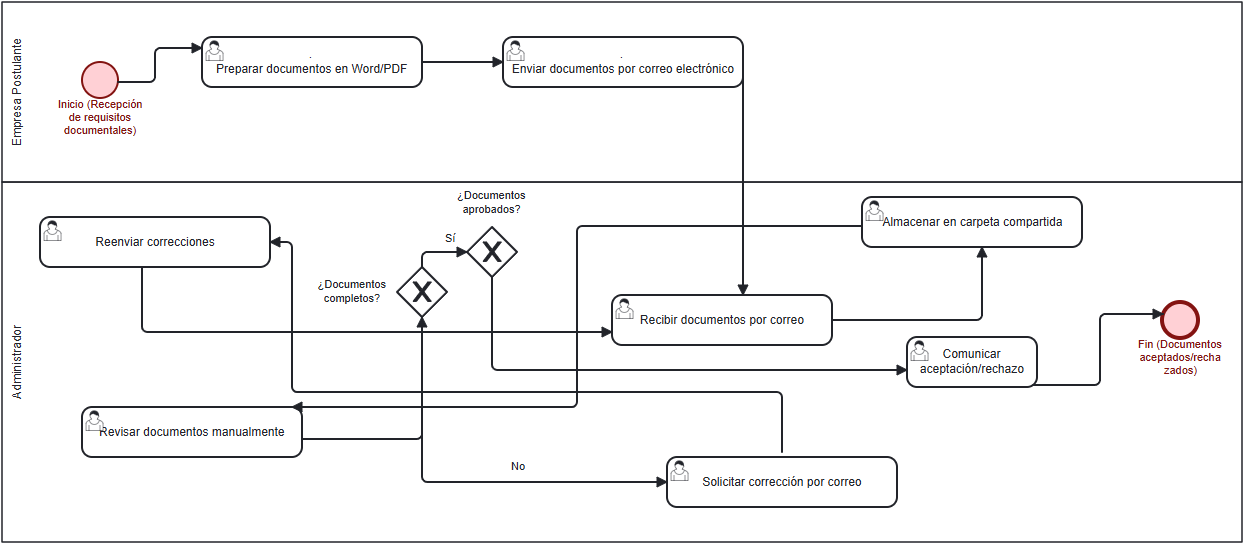 Empresa Postulante
Preparar documentos en Word/PDF
Enviar documentos por correo electrónico
Inicio (Recepción
de requisitos
documentales)
Administrador
¿Documentos
aprobados?
Almacenar en carpeta compartida
Reenviar correcciones
Sí
¿Documentos
completos?
Recibir documentos por correo
Fin (Documentos
aceptados/recha
zados)
Comunicar
aceptación/rechazo
Revisar documentos manualmente
No
Solicitar corrección por correo